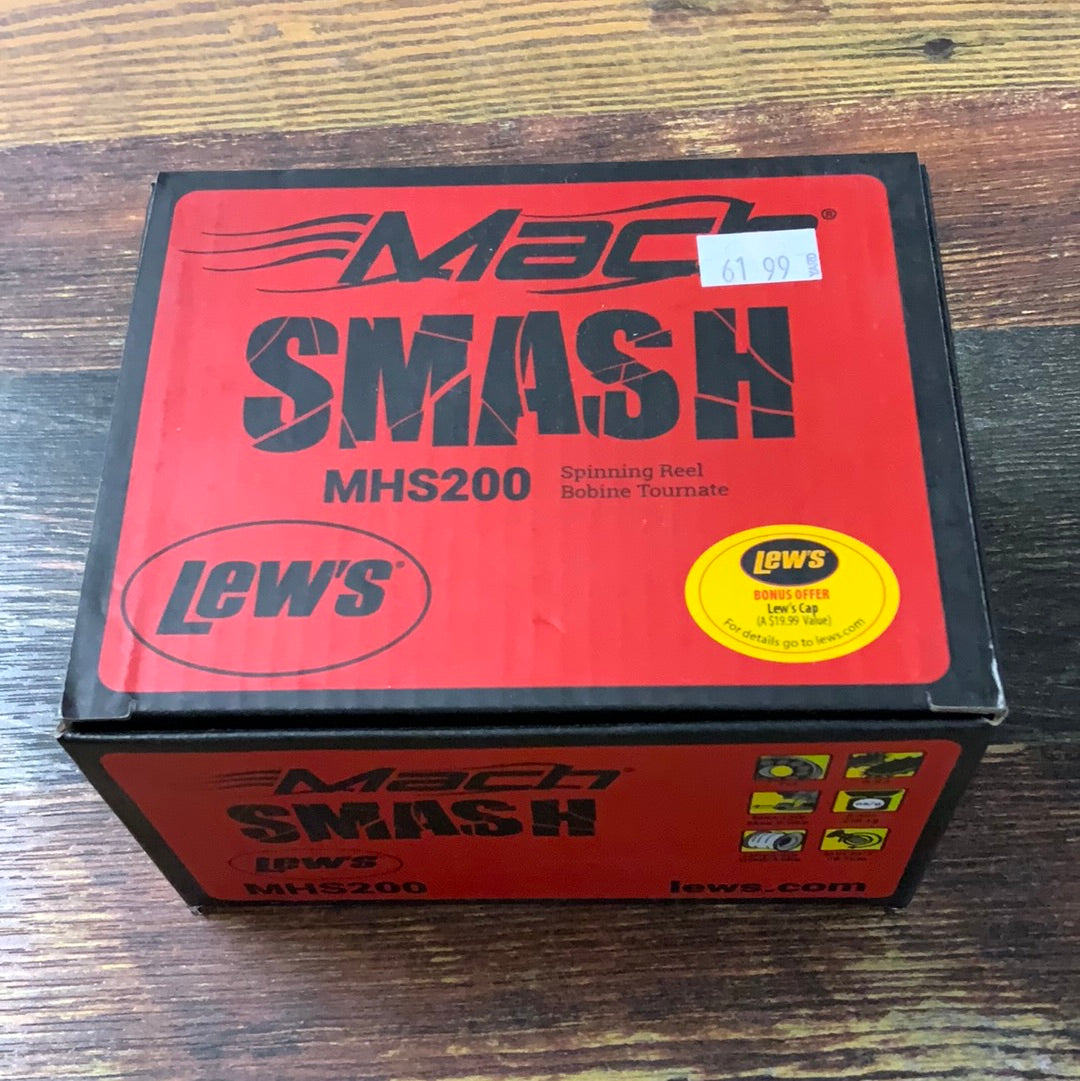 Mach®
61 99
SMASH
MHS200
Spinning Reel
Bobine Tournate
Lew's
Lew's
BONUS OFFER
Lew's Cap
(A $19.99 Value)
For details go to lews.com
Mach
SMASH
Lew's
MHS200
lews.com